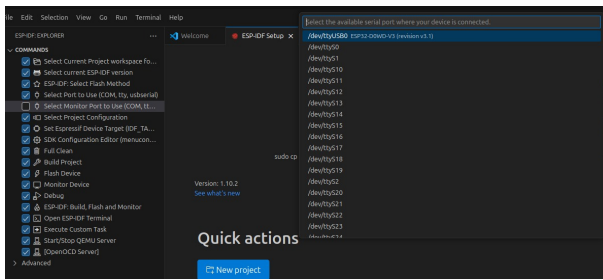 ile Edit Selection View Go Run Terminal Help
Select the available serial port where your device is connected.
ESP-IDF: EXPLORER ...
Welcome
ESP-IDF Setup
/dev/ttyUSB0 ESP32-D0WD-V3 (revision v3.1)
/dev/ttyS0
/dev/ttyS1
/dev/ttyS10
/dev/ttyS11
/dev/ttyS12
/dev/ttyS13
/dev/ttyS14
/dev/ttyS15
/dev/ttyS16
/dev/ttyS17
/dev/ttyS18
/dev/ttyS19
/dev/ttyS2
/dev/ttyS20
/dev/ttyS21
/dev/ttyS22
/dev/ttyS23
/dev/ttyS24
COMMANDS
Select Current Project workspace fo...
Select current ESP-IDF version
ESP-IDF: Select Flash Method
Select Port to Use (COM, tty, usbserial)
Select Monitor Port to Use (COM, tt...
Select Project Configuration
Set Espressif Device Target (IDF_TA...
SDK Configuration Editor (menucon...
Full Clean
Build Project
Flash Device
Monitor Device
Debug
ESP-IDF: Build, Flash and Monitor
Open ESP-IDF Terminal
Execute Custom Task
Start/Stop QEMU Server
[OpenOCD Server]
Advanced
sudo cp
Version: 1.10.2
See what's new
Quick actions
New project